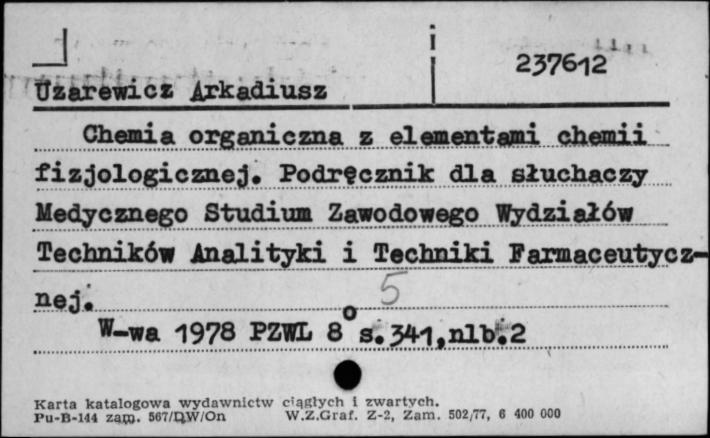 237612
Uzarewicz Arkadiusz
Chemia organiczna z elementami chemii
fizjologicznej. Podręcznik dla słuchaczy
Medycznego Studium Zawodowego Wydziałów
Techników Analityki i Techniki Farmaceutycz-
nej.
5
W-wa 1978 PZWL 8° s.341,nlb.2
Karta katalogowa wydawnictw ciągłych i zwartych.
Pu-B-144 zam. 567/DW/On W.Z.Graf. Z-2, Zam. 502/77, 6 400 000